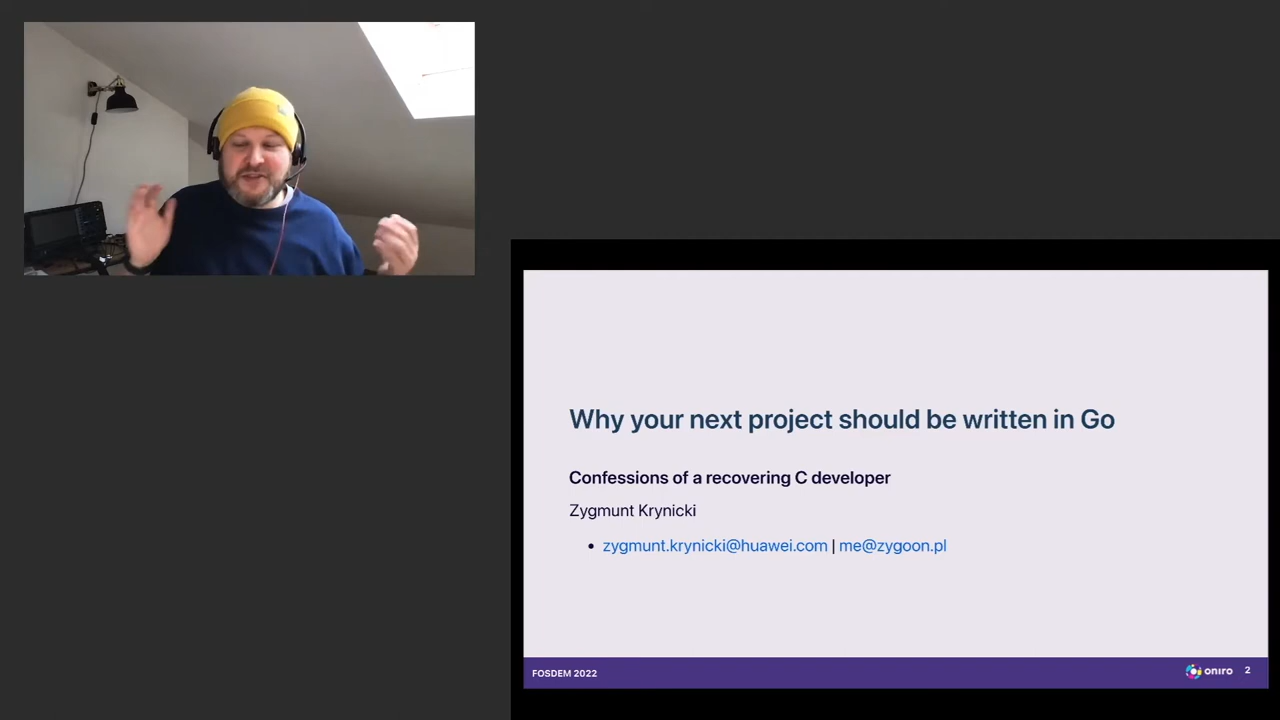 Why your next project should be written in Go
Confessions of a recovering C developer
Zygmunt Krynicki
• zygmunt.krynicki@huawei.com | me@zygoon.pl
FOSDEM 2022
oniro 2